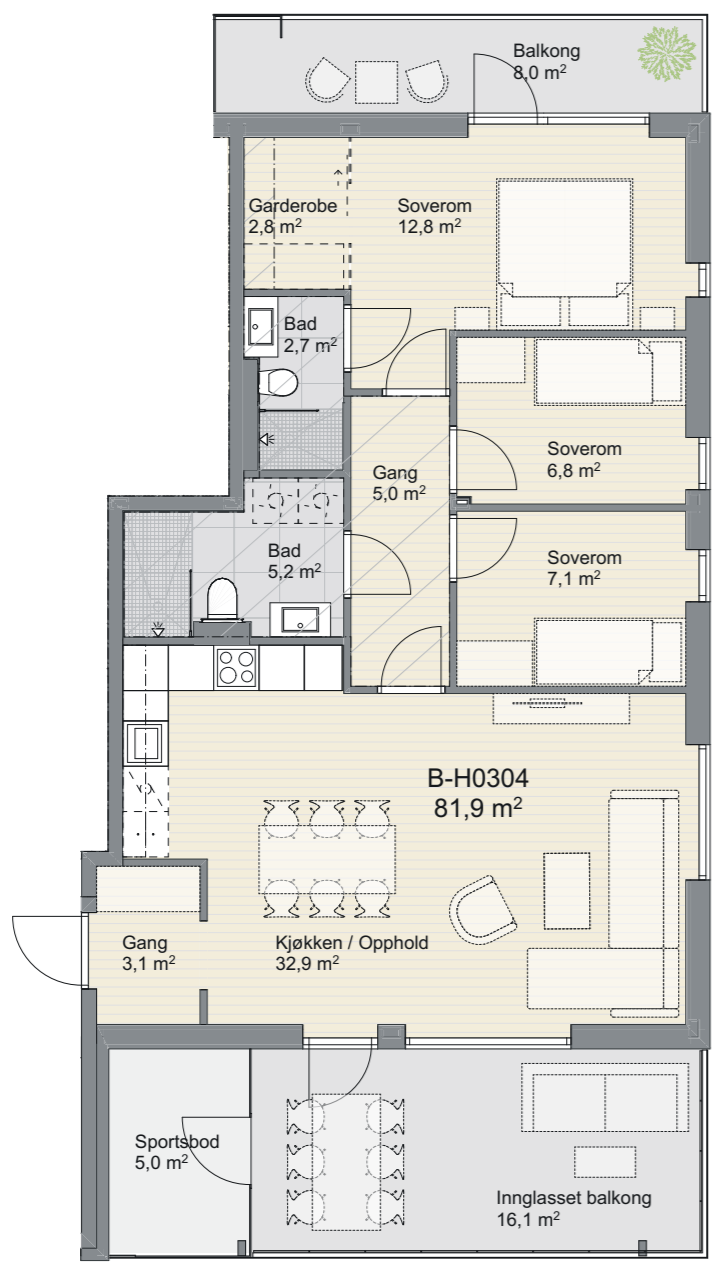 Balkong
8,0 m²
Garderobe
2,8 m²
Soverom
12,8 m²
Bad
2,7 m²
Soverom
6,8 m²
Gang
5,0 m²
Bad
5,2 m²
Soverom
7,1 m²
B-H0304
81,9 m²
Gang
3,1 m²
Kjøkken / Opphold
32,9 m²
Sportsbod
5,0 m²
Innglasset balkong
16,1 m²